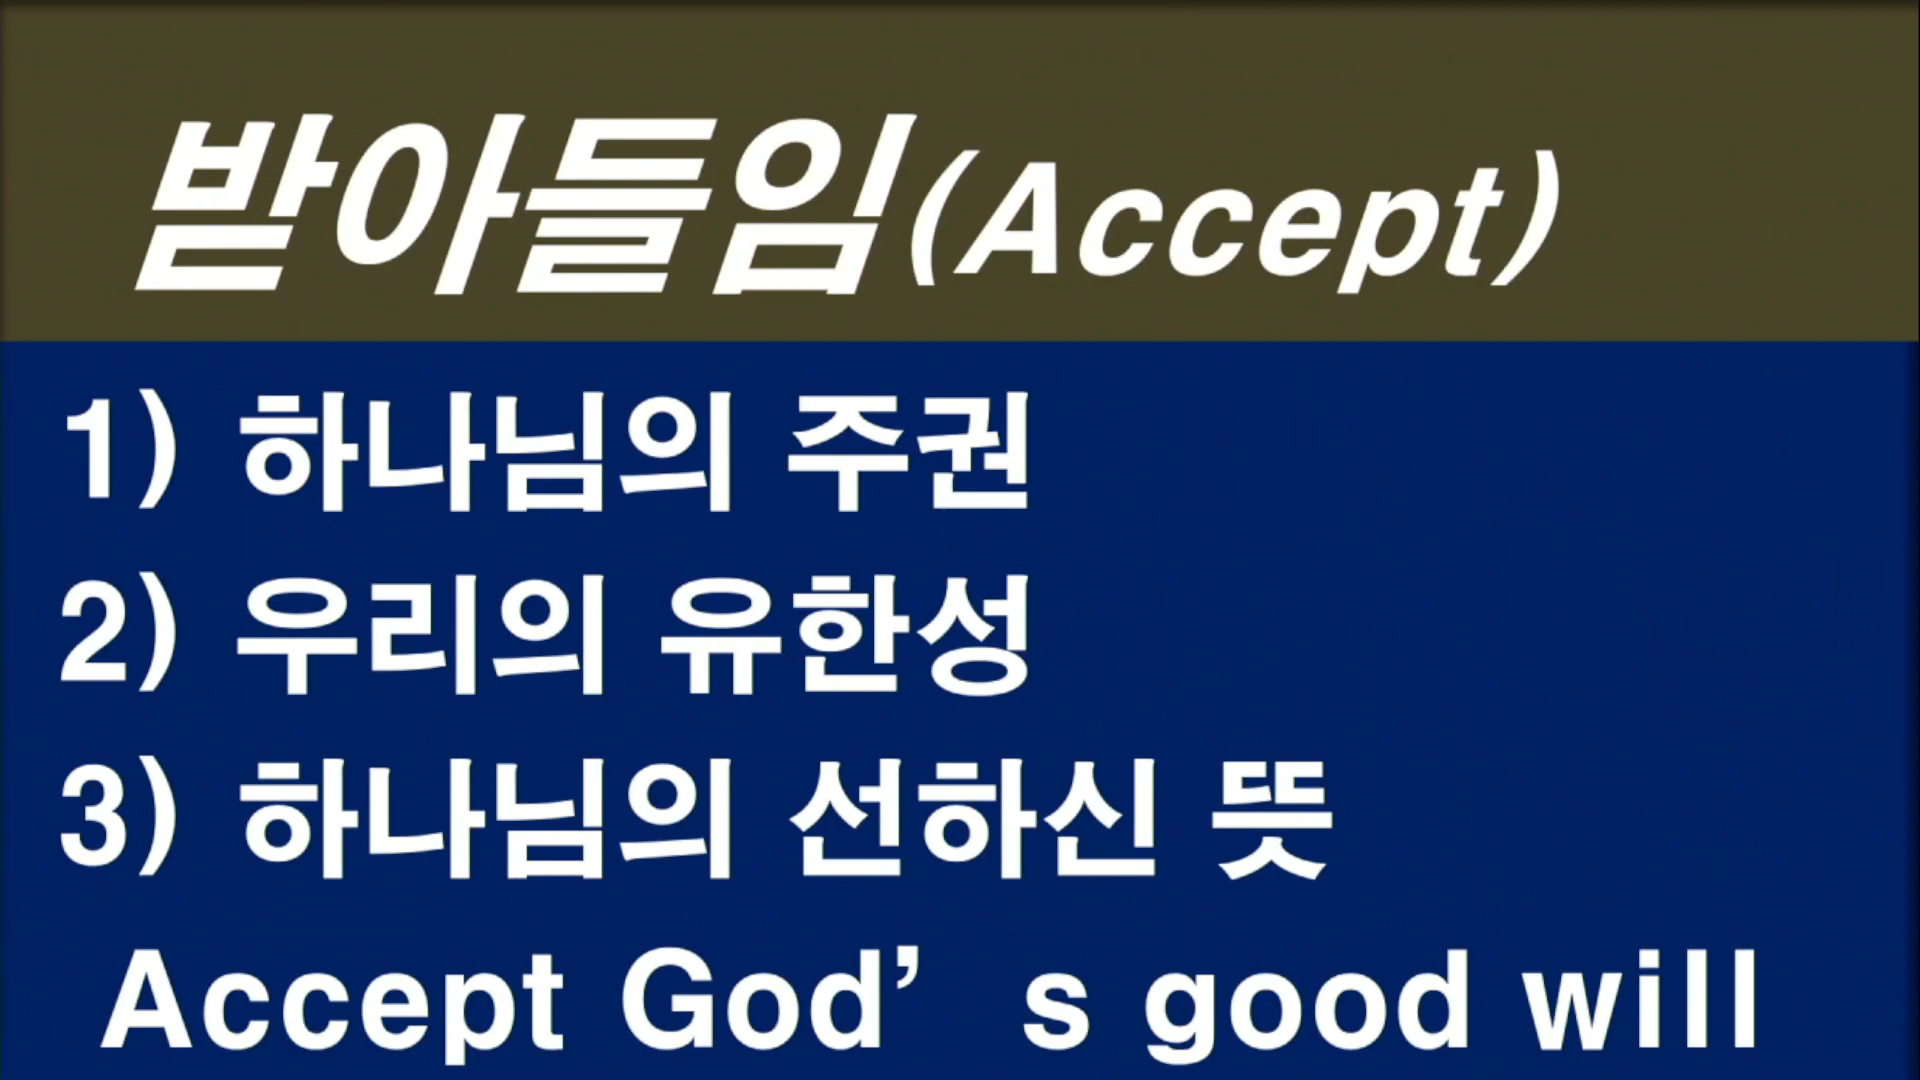 받아들임(Accept)
1) 하나님의 주권
2) 우리의 유한성
3) 하나님의 선하신 뜻
Accept God’s good will